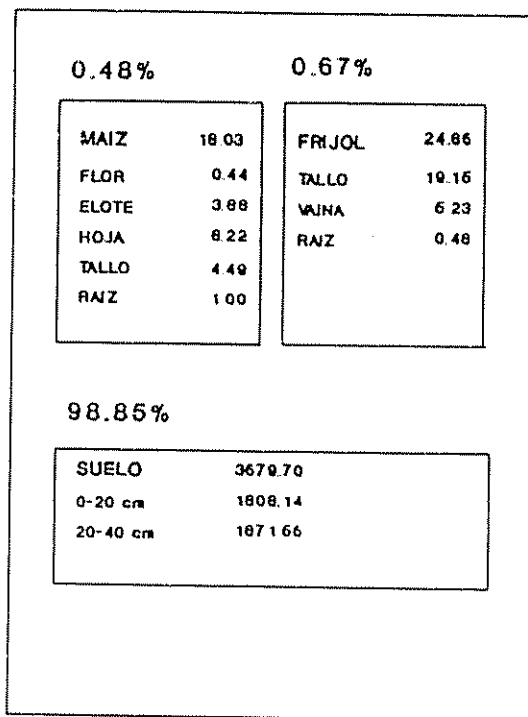 0.48%
MAIZ 18.03
FLOR 0.44
ELOTE 3.88
HOJA 8.22
TALLO 4.49
RAIZ 1.00
0.67%
FRIJOL 24.86
TALLO 19.15
VAINA 5.23
RAIZ 0.48
98.85%
SUELO 3679.70
0-20 cm 1808.14
20-40 cm 1871.56